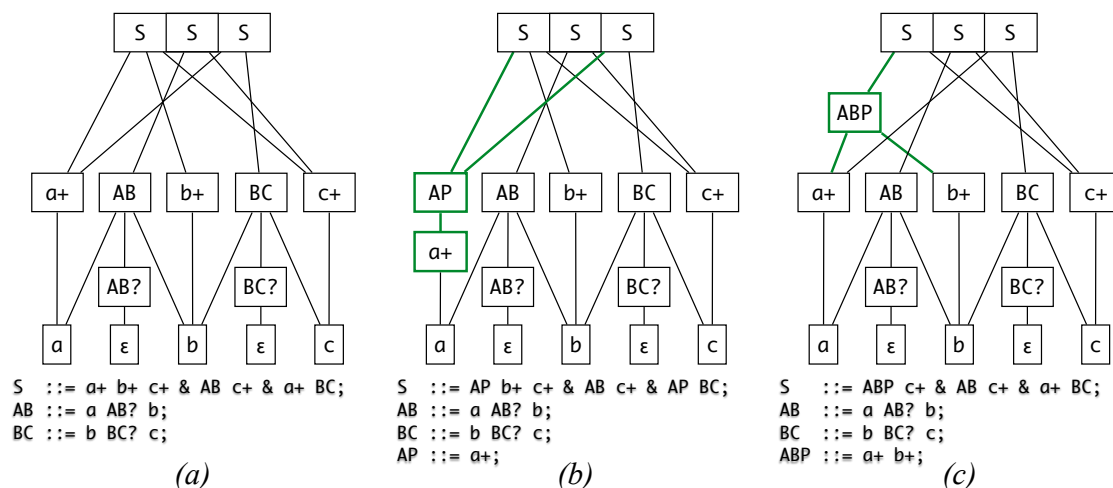 S S S
a+ AB b+ BC c+
AB? BC?
a ε b ε c
S ::= a+ b+ c+ & AB c+ & a+ BC;
AB ::= a AB? b;
BC ::= b BC? c;
(a)
S S S
AP AB b+ BC c+
a+
AB? BC?
a ε b ε c
S ::= AP b+ c+ & AB c+ & AP BC;
AB ::= a AB? b;
BC ::= b BC? c;
AP ::= a+;
(b)
S S S
ABP
a+ AB b+ BC c+
AB? BC?
a ε b ε c
S ::= ABP c+ & AB c+ & a+ BC;
AB ::= a AB? b;
BC ::= b BC? c;
ABP ::= a+ b+;
(c)